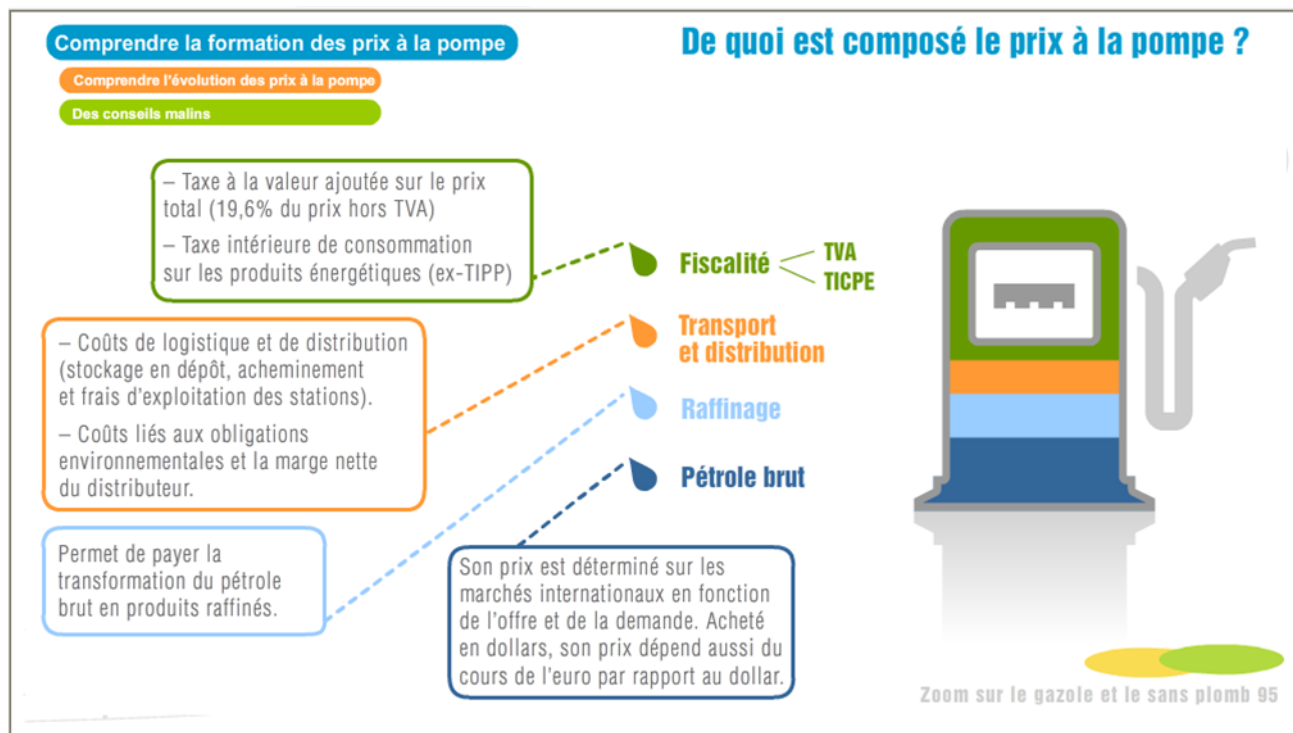 Comprendre la formation des prix à la pompe
Comprendre l'évolution des prix à la pompe
Des conseils malins
De quoi est composé le prix à la pompe ?
– Taxe à la valeur ajoutée sur le prix
total (19,6% du prix hors TVA)
– Taxe intérieure de consommation
sur les produits énergétiques (ex-TIPP)
Fiscalité
TVA
TICPE
– Coûts de logistique et de distribution
(stockage en dépôt, acheminement
et frais d'exploitation des stations).
– Coûts liés aux obligations
environnementales et la marge nette
du distributeur.
Transport
et distribution
Raffinage
Pétrole brut
Permet de payer la
transformation du pétrole
brut en produits raffinés.
Son prix est déterminé sur les
marchés internationaux en fonction
de l'offre et de la demande. Acheté
en dollars, son prix dépend aussi du
cours de l'euro par rapport au dollar.
Zoom sur le gazole et le sans plomb 95